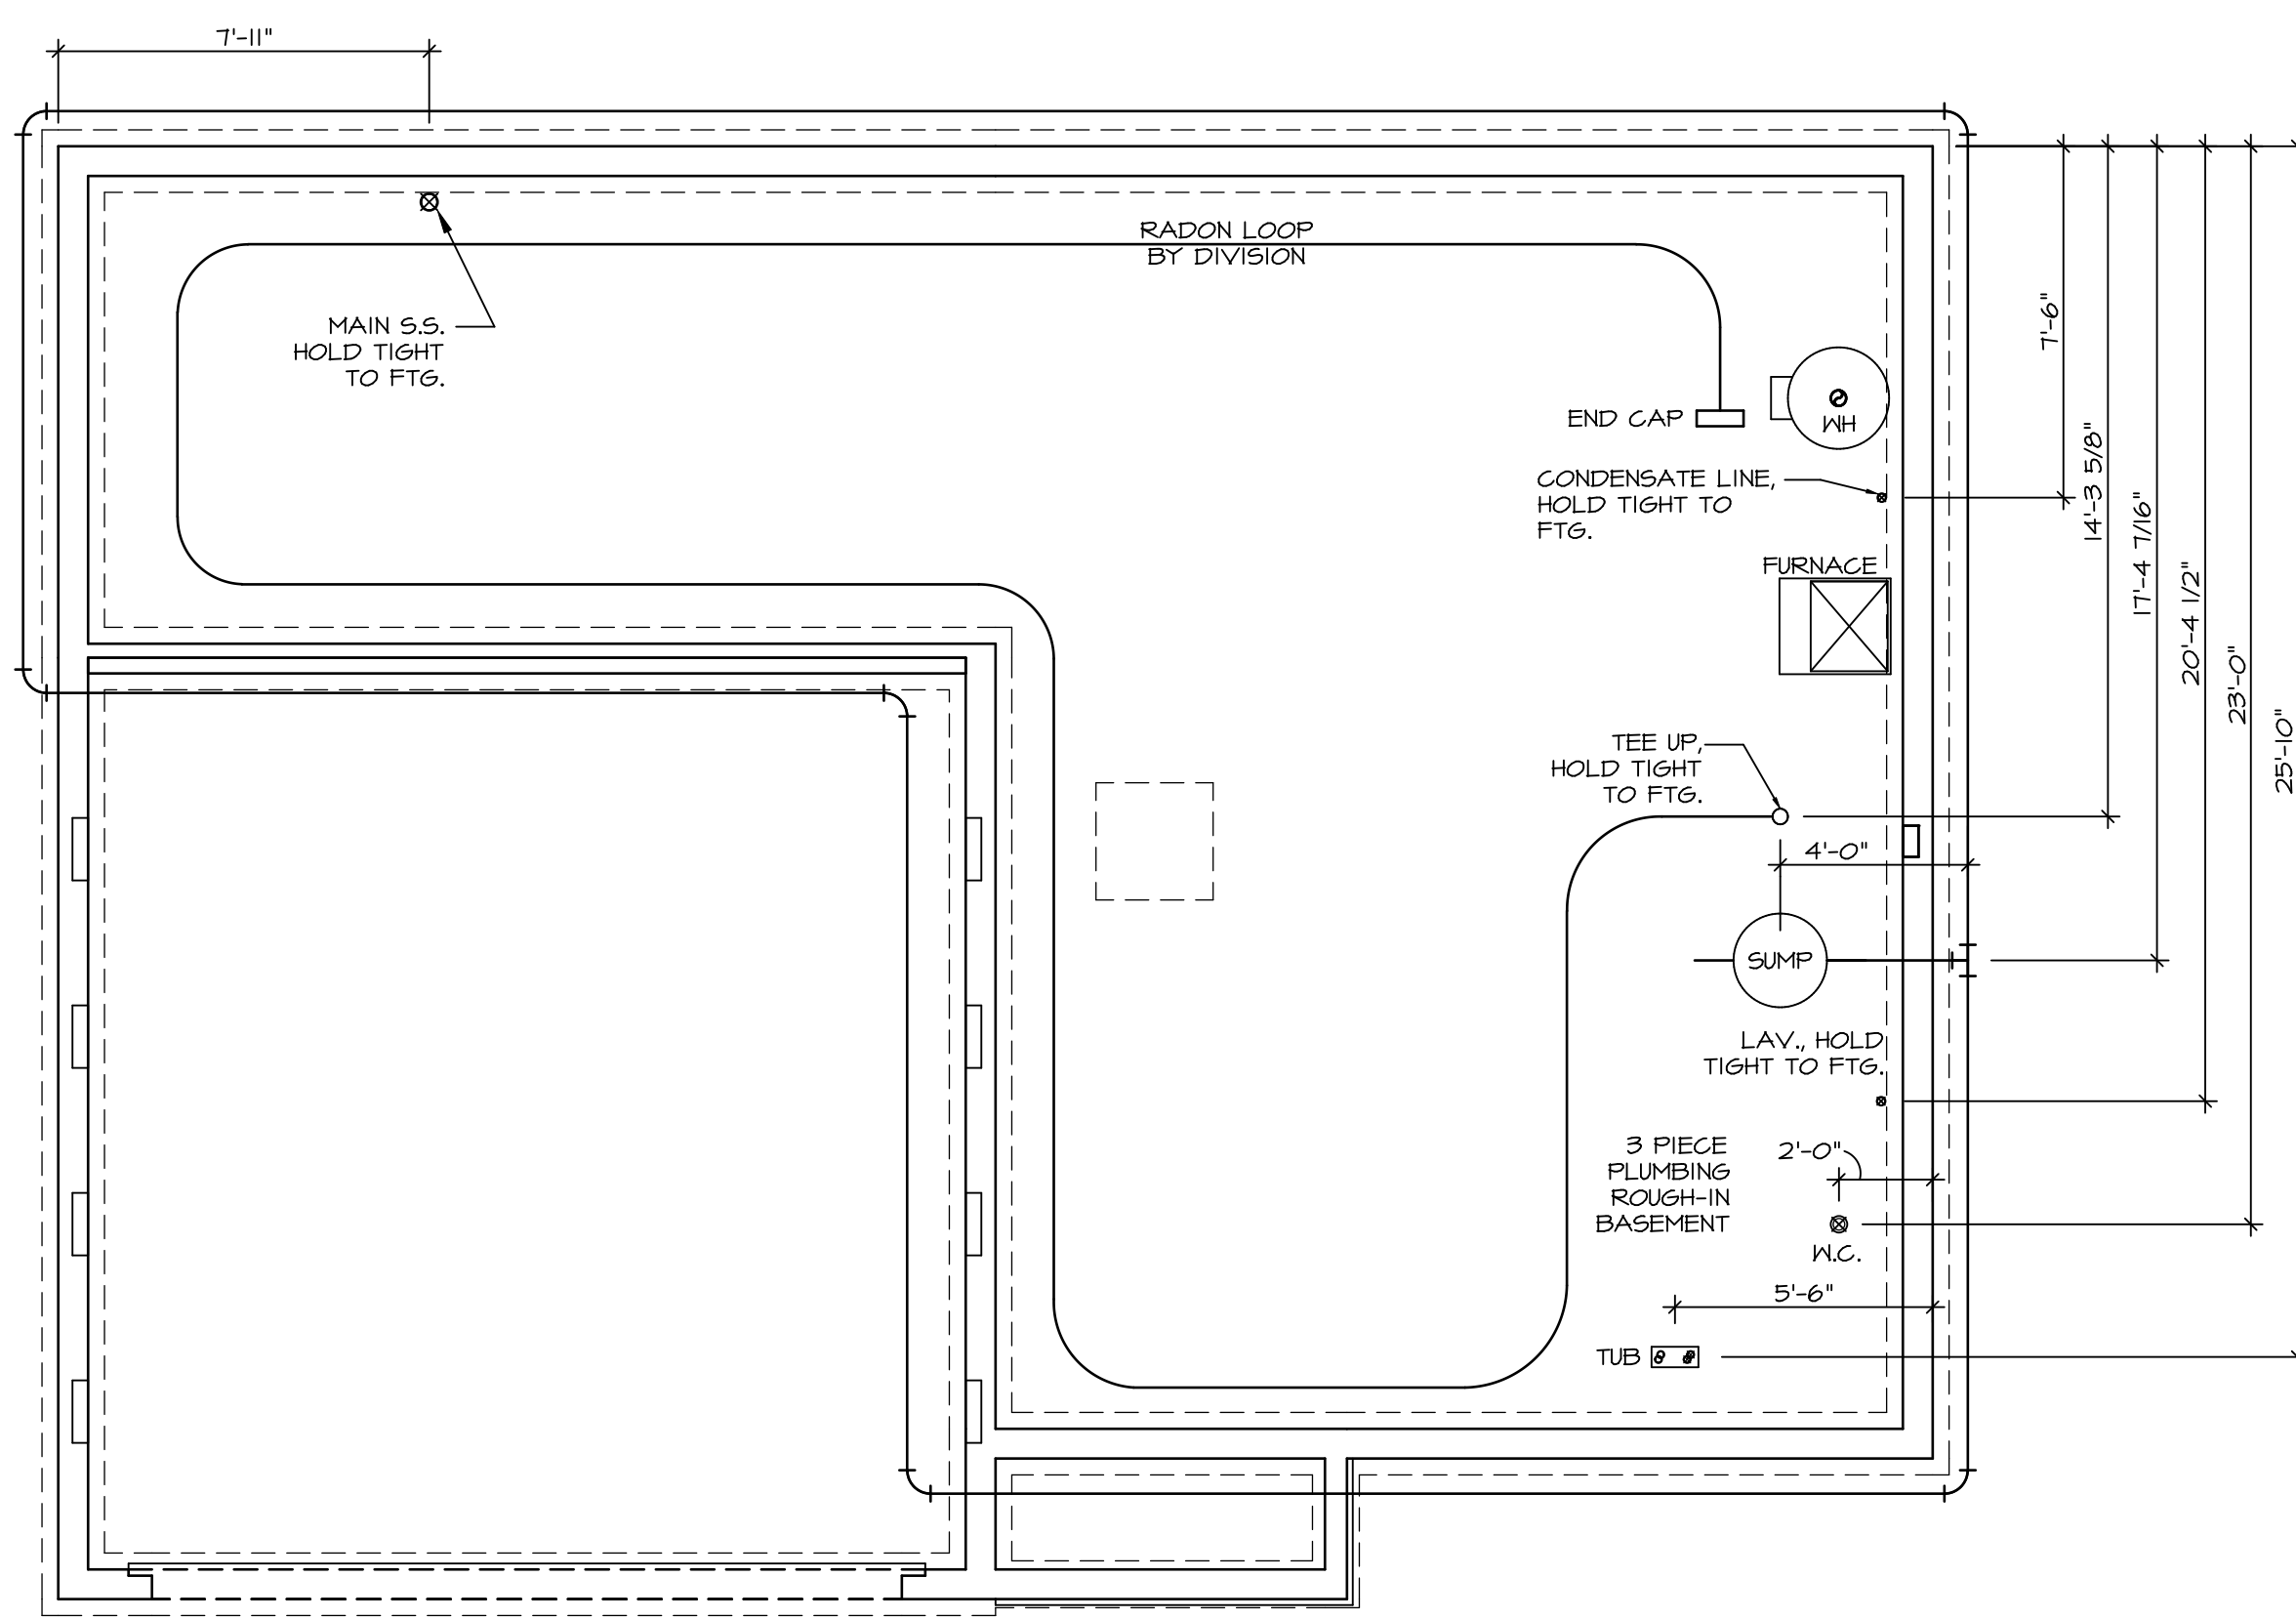 7'-11"
RADON LOOP
BY DIVISION
MAIN S.S.
HOLD TIGHT
TO FTG.
END CAP
WH
CONDENSATE LINE,
HOLD TIGHT TO
FTG.
FURNACE
7'-6"
14'-3 5/8"
17'-4 7/16"
20'-4 1/2"
23'-0"
25'-10"
TEE UP,
HOLD TIGHT
TO FTG.
4'-0"
SUMP
LAV., HOLD
TIGHT TO FTG.
3 PIECE
PLUMBING
ROUGH-IN
BASEMENT
2'-0"
W.C.
5'-6"
TUB